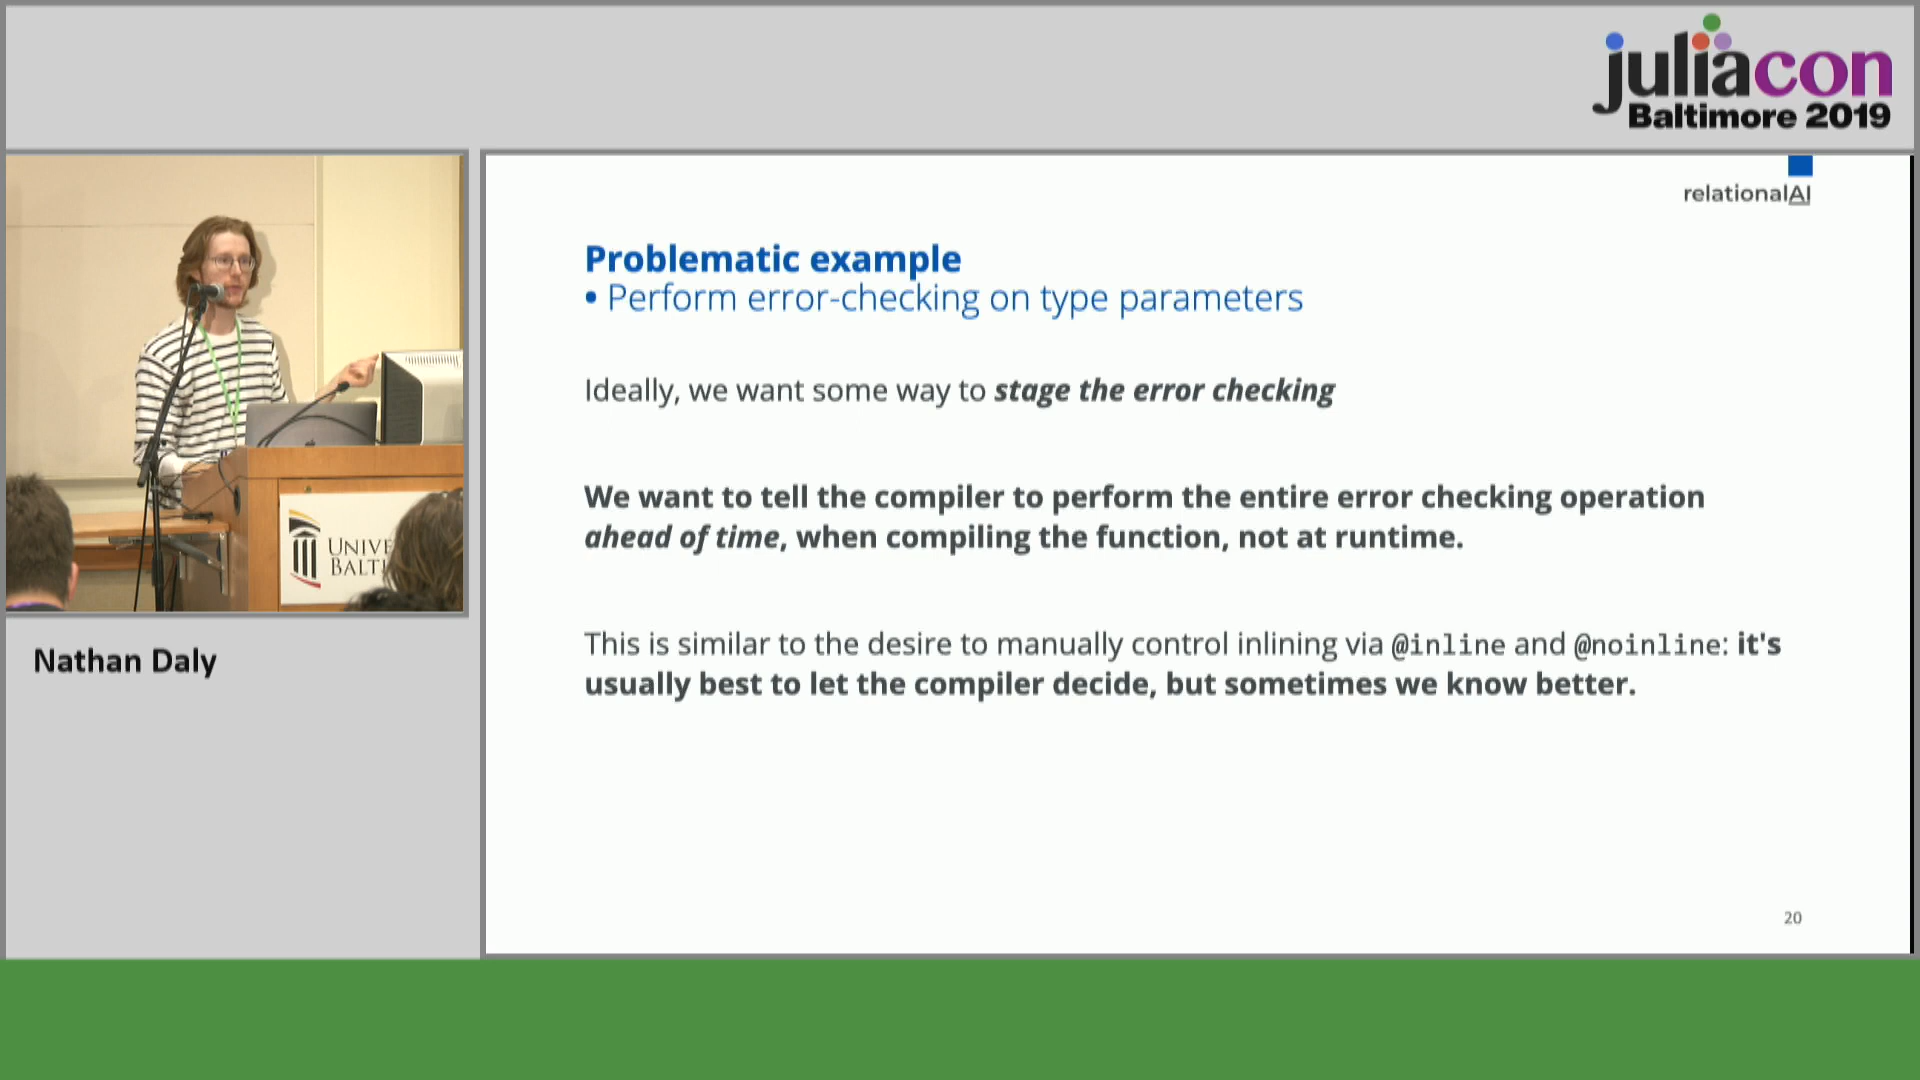 juliacon
Baltimore 2019
relationalAI
Problematic example
• Perform error-checking on type parameters
Ideally, we want some way to stage the error checking
We want to tell the compiler to perform the entire error checking operation
ahead of time, when compiling the function, not at runtime.
This is similar to the desire to manually control inlining via @inline and @noinline: it's
usually best to let the compiler decide, but sometimes we know better.
20
UNIVE
BALTI
Nathan Daly